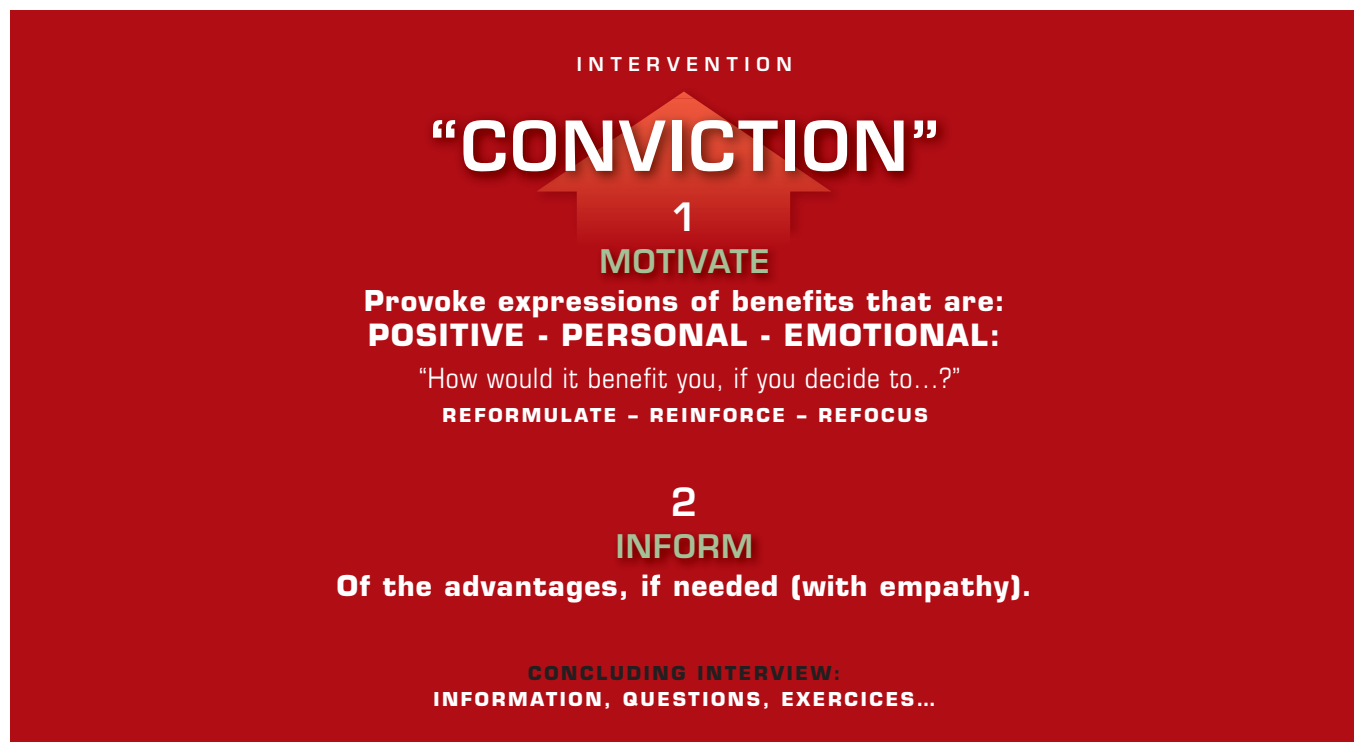 INTERVENTION
“CONVICTION”
1
MOTIVATE
Provoke expressions of benefits that are:
POSITIVE - PERSONAL - EMOTIONAL:
“How would it benefit you, if you decide to…?”
REFORMULATE – REINFORCE – REFOCUS
2
INFORM
Of the advantages, if needed (with empathy).
CONCLUDING INTERVIEW:
INFORMATION, QUESTIONS, EXERCICES…